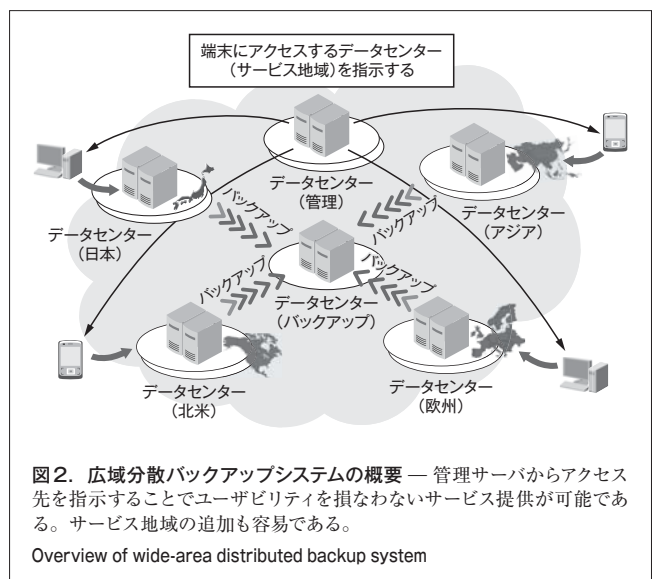 端末にアクセスするデータセンター
（サービス地域）を指示する
データセンター
（管理）
データセンター
（日本）
データセンター
（アジア）
バックアップ
バックアップ
バックアップ
バックアップ
データセンター
（バックアップ）
データセンター
（北米）
データセンター
（欧州）
図2．広域分散バックアップシステムの概要 ― 管理サーバからアクセス
先を指示することでユーザビリティを損なわないサービス提供が可能であ
る。サービス地域の追加も容易である。
Overview of wide-area distributed backup system